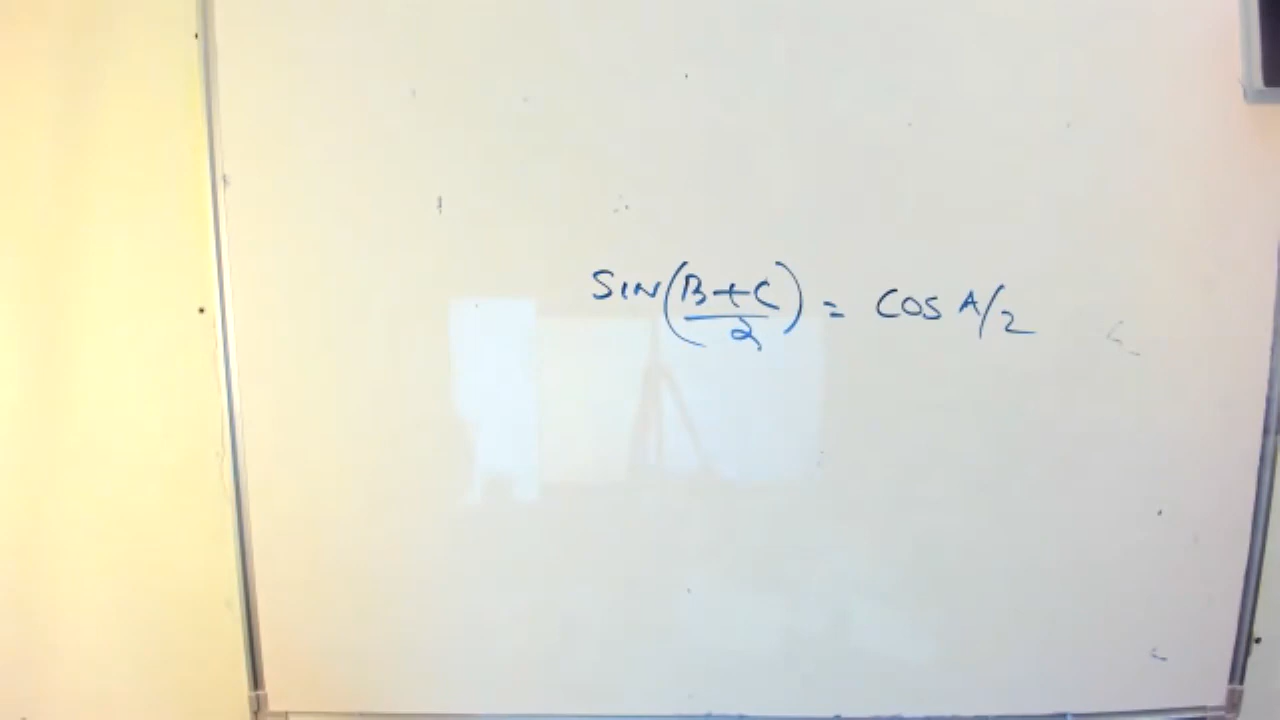 SIN(B+C/2) = COS A/2